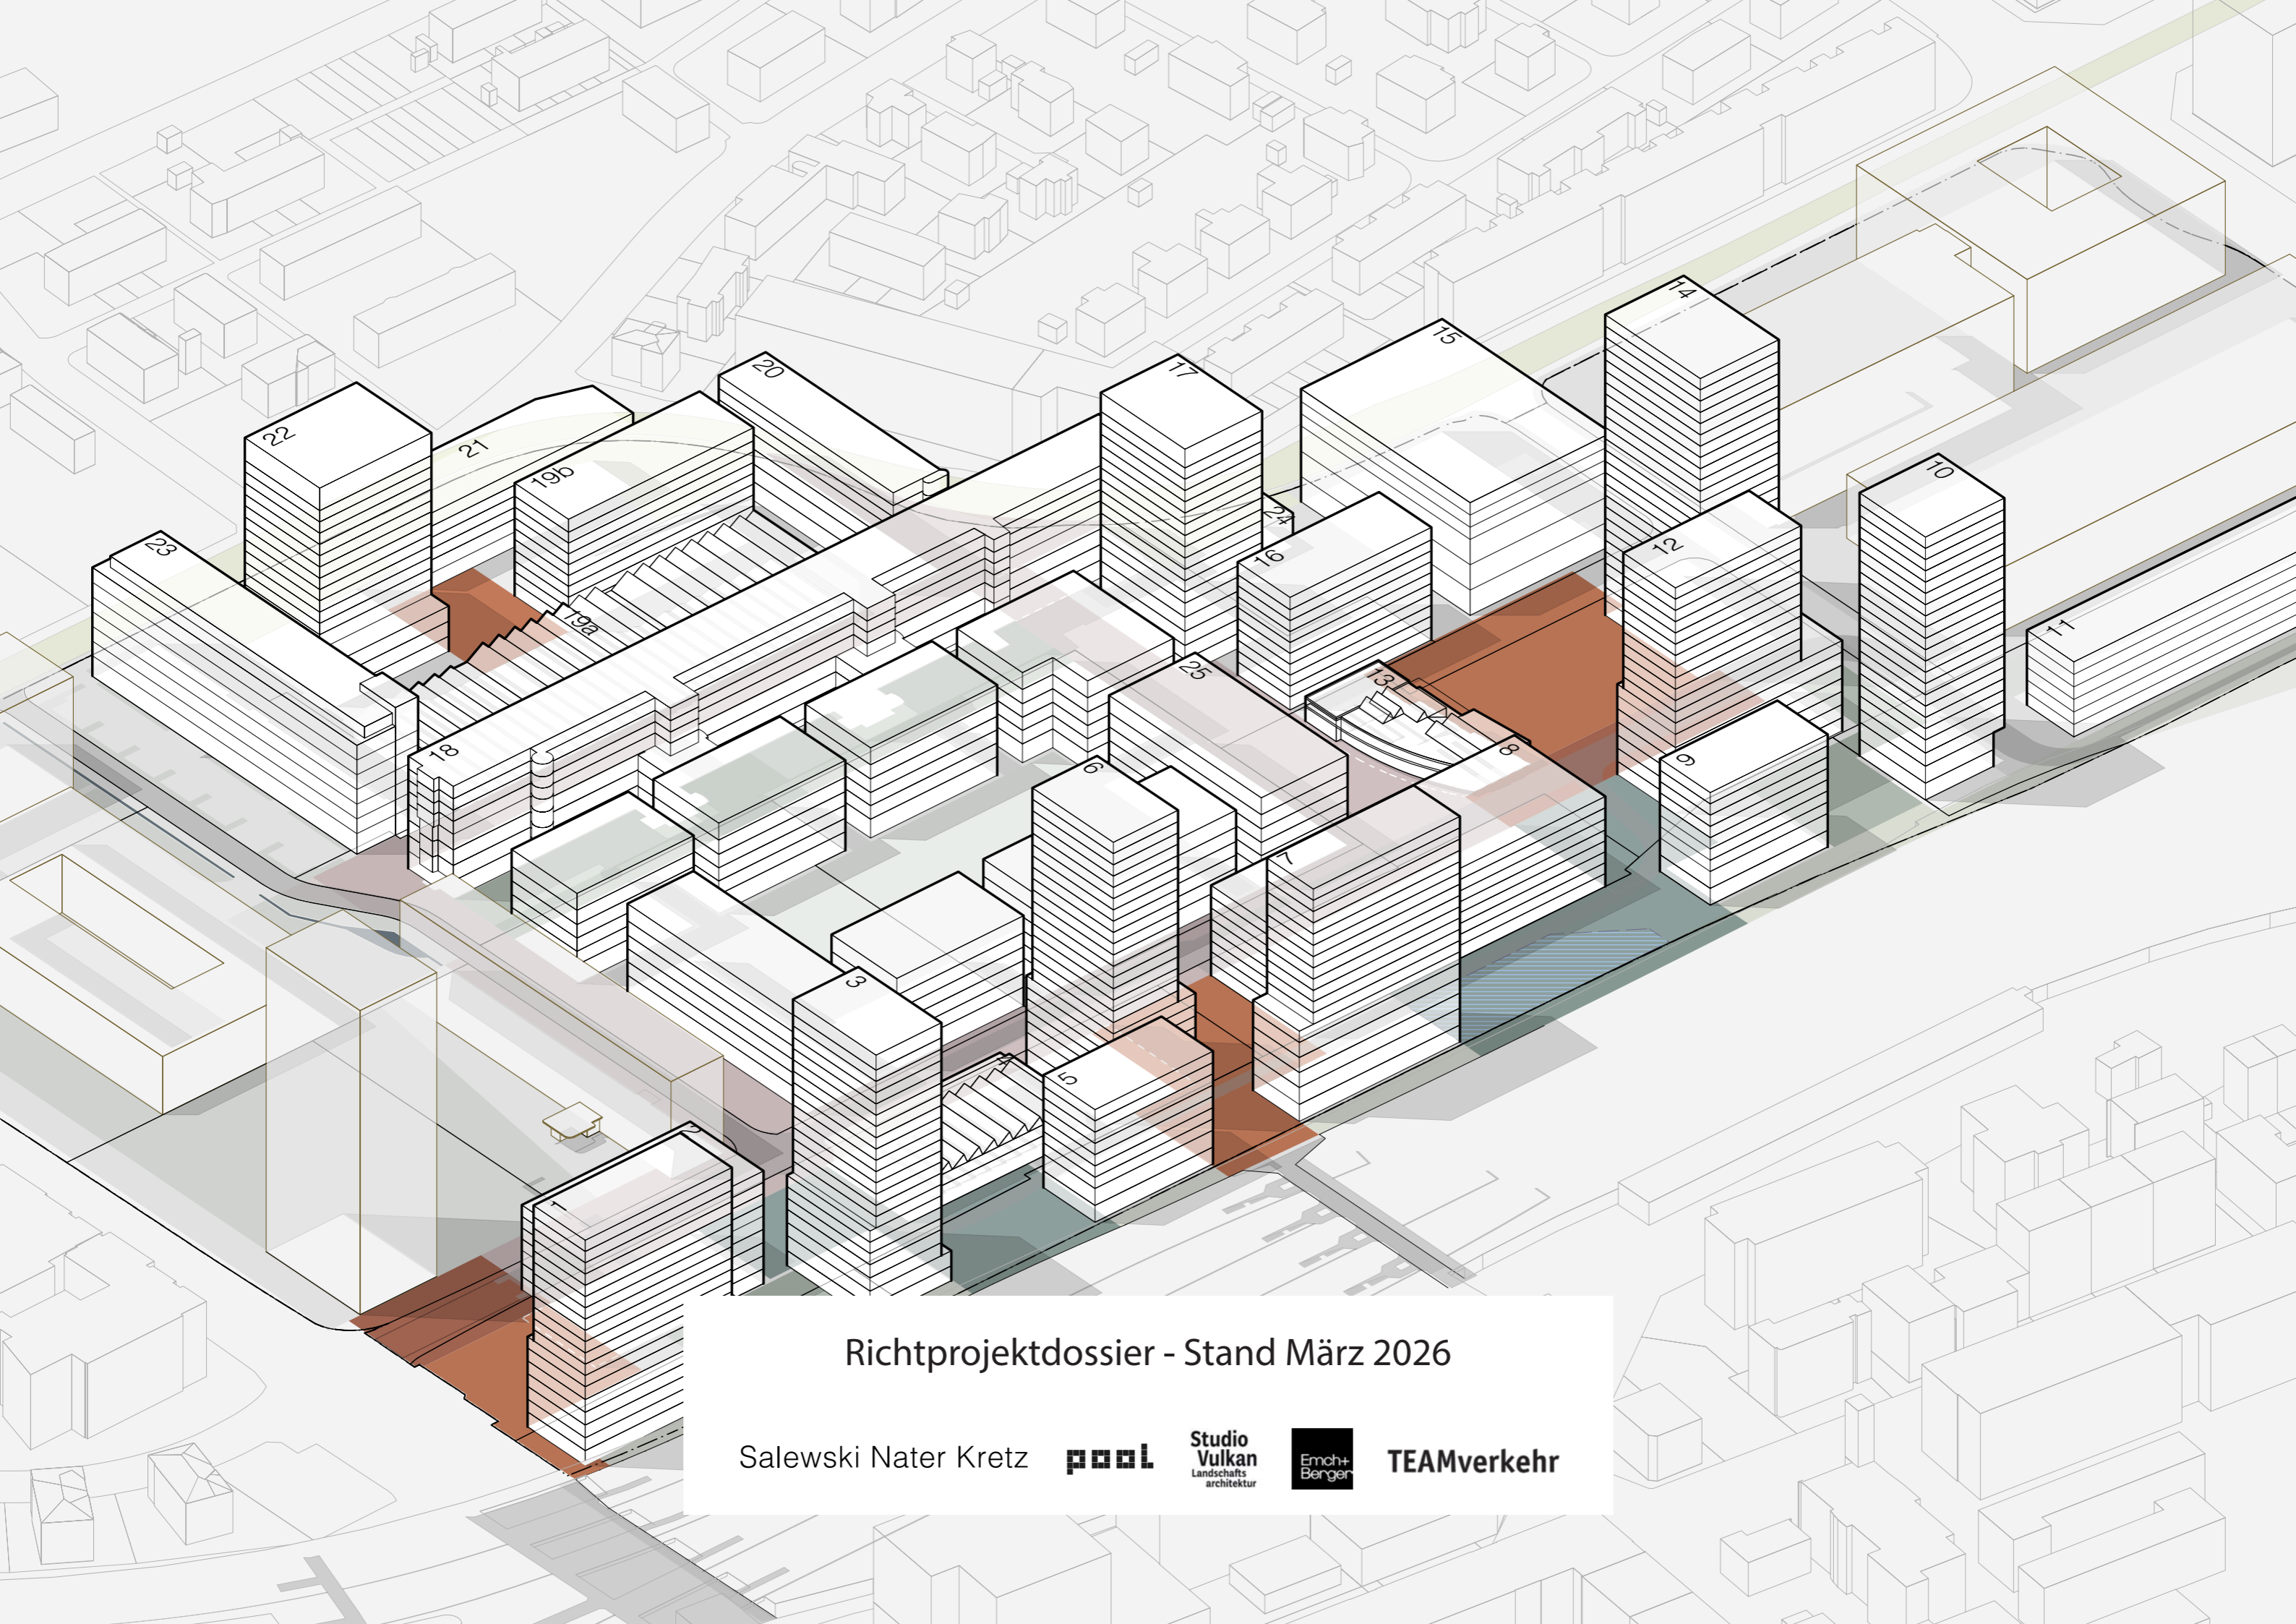 14
15
20
17
22
21
19b
10
24
23
16
12
11
19a
25
13
18
8
9
6
7
3
4
5
2
1
Richtprojektdossier - Stand März 2026
Salewski Nater Kretz
pool
Studio
Vulkan
Landschafts
architektur
Emch+
Berger
TEAMverkehr